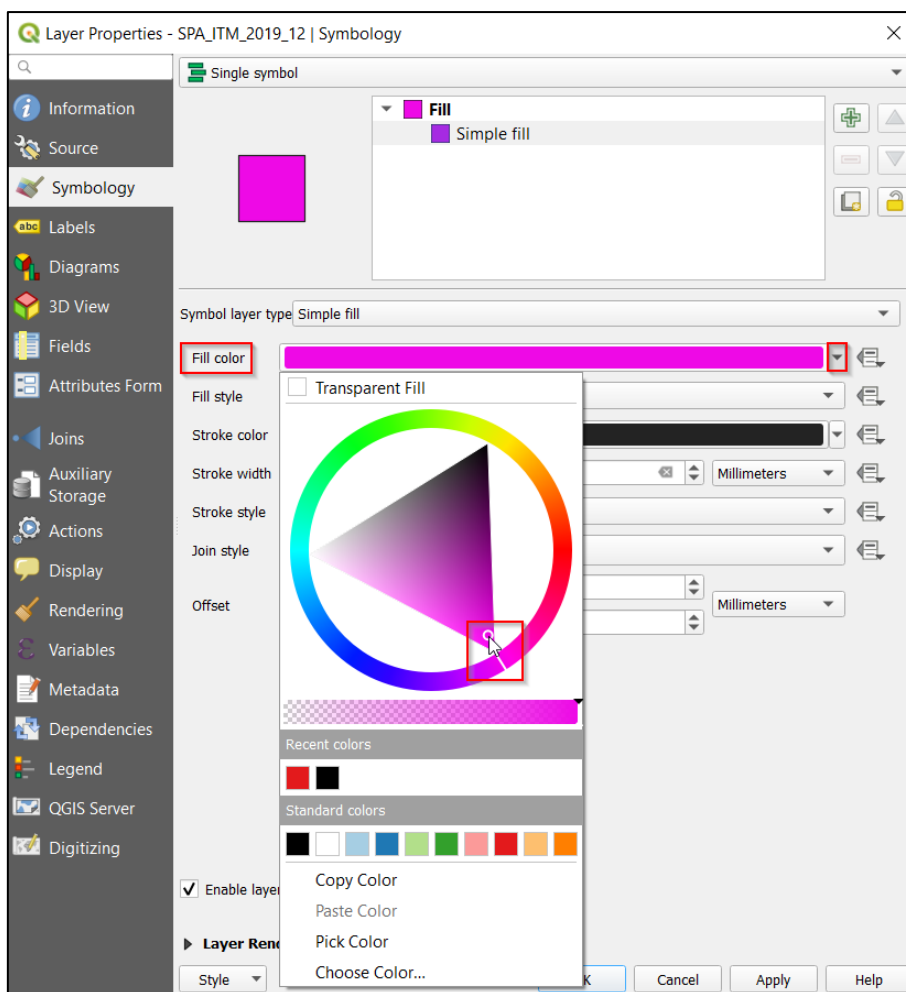 Layer Properties - SPA_ITM_2019_12 | Symbology
Single symbol
Information
Source
Symbology
abc Labels
Diagrams
3D View
Fields
Attributes Form
Joins
Auxiliary
Storage
Actions
Display
Rendering
Variables
Metadata
Dependencies
Legend
QGIS Server
Digitizing
Fill
Simple fill
Symbol layer type Simple fill
Fill color
Fill style
Stroke color
Stroke width
Millimeters
Stroke style
Join style
Offset
Millimeters
Transparent Fill
Recent colors
Standard colors
Copy Color
Paste Color
Pick Color
Choose Color...
Enable layer
Layer Ren
Style
K
Cancel
Apply
Help